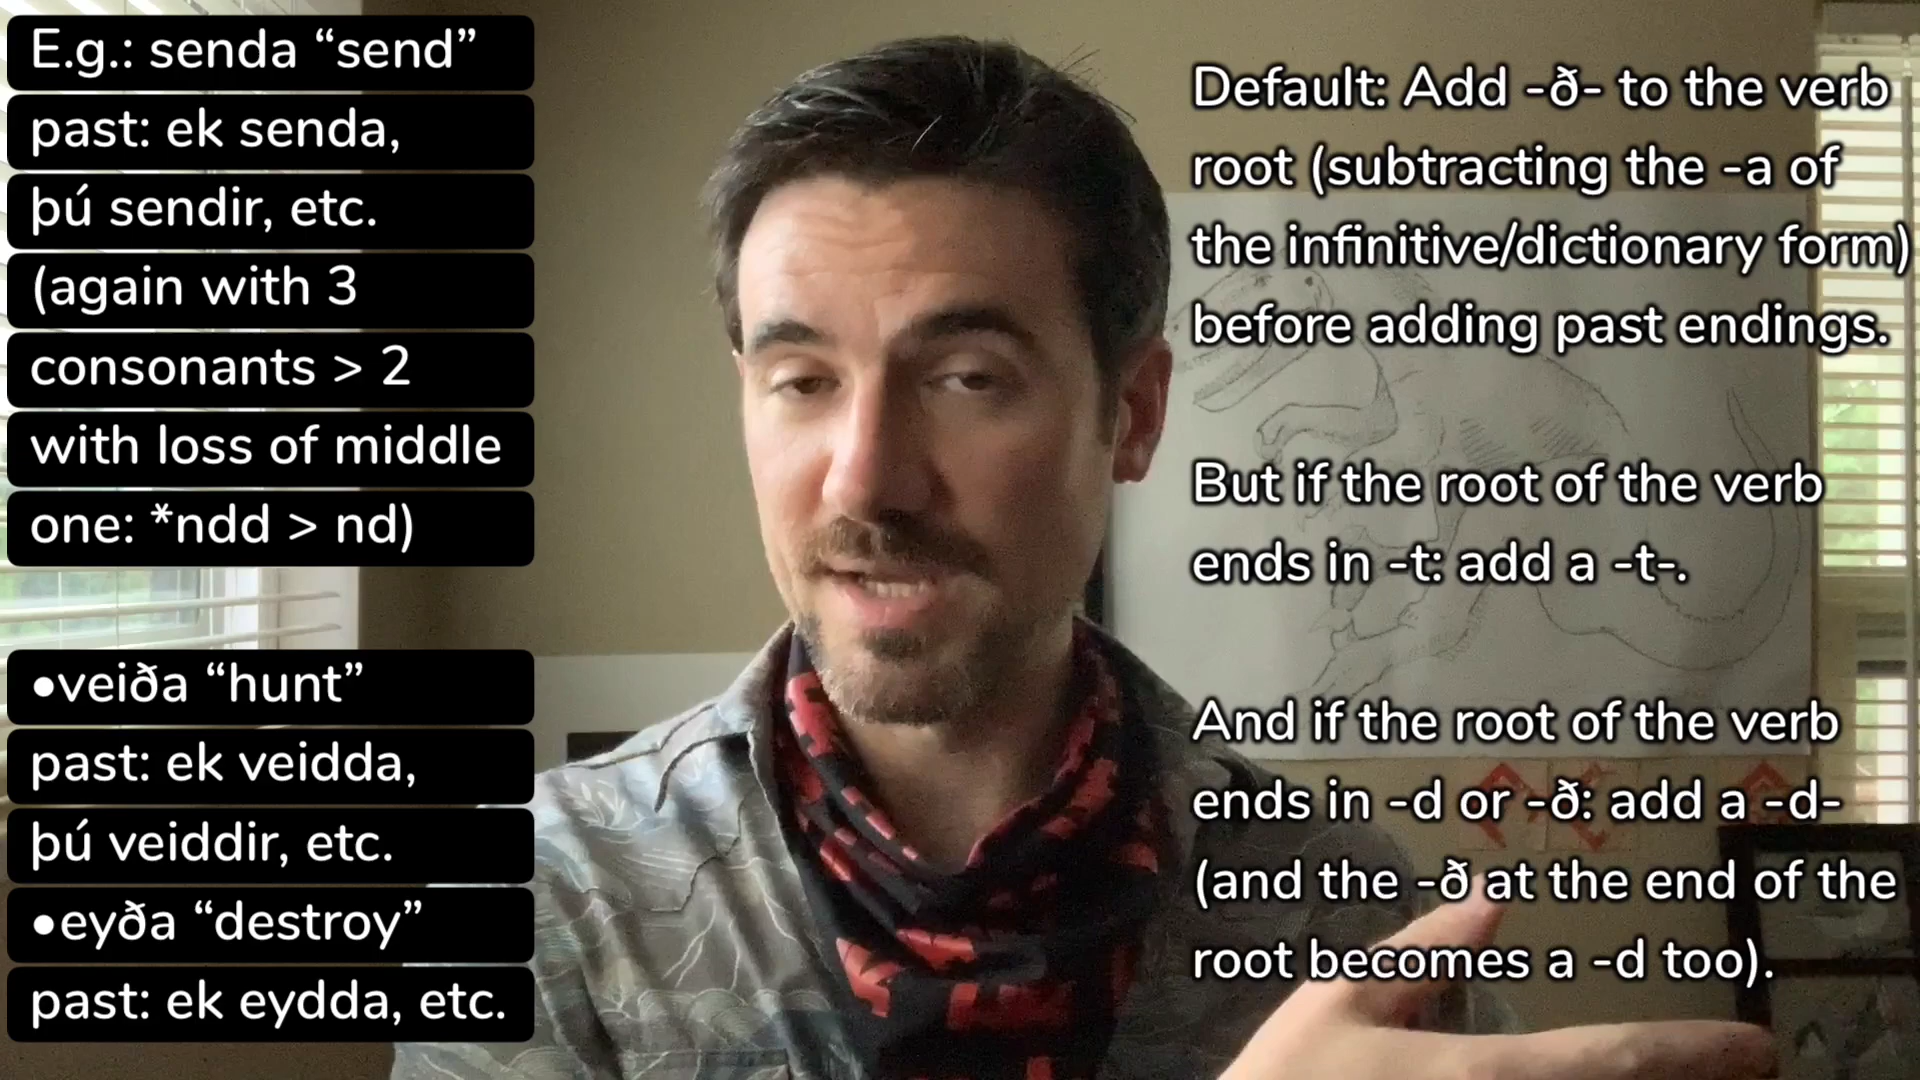 E.g.: senda “send”
past: ek senda,
þú sendir, etc.
(again with 3
consonants > 2
with loss of middle
one: *ndd > nd)
•veiða “hunt”
past: ek veidda,
þú veiddir, etc.
•eyða “destroy”
past: ek eydda, etc.
Default: Add -ð- to the verb
root (subtracting the -a of
the infinitive/dictionary form)
before adding past endings.
But if the root of the verb
ends in -t: add a -t-.
And if the root of the verb
ends in -d or -ð: add a -d-
(and the -ð at the end of the
root becomes a -d too).